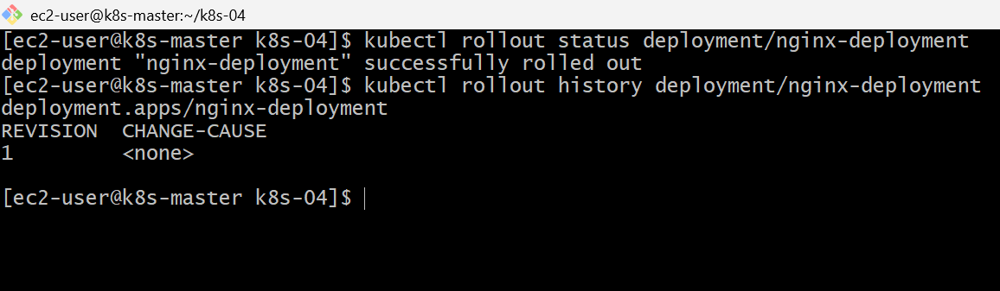 ec2-user@k8s-master:~/k8s-04
[ec2-user@k8s-master k8s-04]$ kubectl rollout status deployment/nginx-deployment
deployment "nginx-deployment" successfully rolled out
[ec2-user@k8s-master k8s-04]$ kubectl rollout history deployment/nginx-deployment
deployment.apps/nginx-deployment
REVISION  CHANGE-CAUSE
1         <none>
[ec2-user@k8s-master k8s-04]$